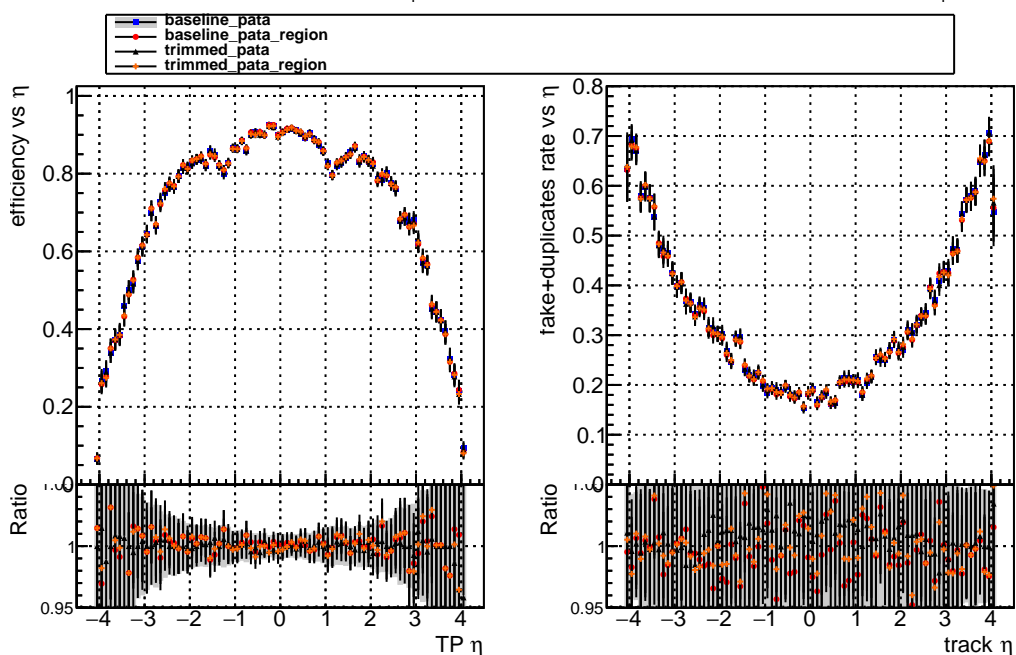 baseline_pata
baseline_pata_region
trimmed_pata
trimmed_pata_region
efficiency vs η
1
0.8
0.6
0.4
0.2
0
Ratio
1
0.95
−4 −3 −2 −1 0 1 2 3 4
TP η
fake+duplicates rate vs η
0.8
0.7
0.6
0.5
0.4
0.3
0.2
0.1
Ratio
1
0.95
−4 −3 −2 −1 0 1 2 3 4
track η